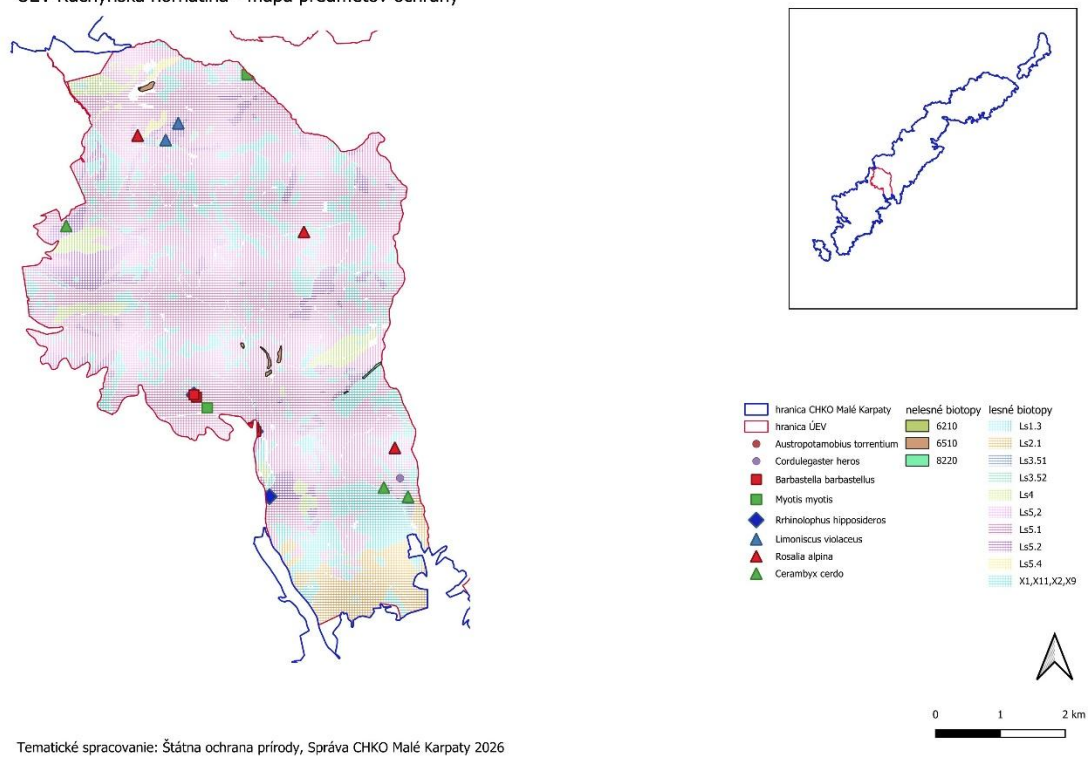 ÚEV Kuchynská hornatina - mapa predmetov ochrany
hranica CHKO Malé Karpaty
hranica ÚEV
Austropotamobius torrentium
Cordulegaster heros
Barbastella barbastellus
Myotis myotis
Rrhinolophus hipposideros
Limoniscus violaceus
Rosalia alpina
Cerambyx cerdo
nelesné biotopy
6210
6510
8220
lesné biotopy
Ls1.3
Ls2.1
Ls3.51
Ls3.52
Ls4
Ls5,2
Ls5.1
Ls5.2
Ls5.4
X1,X11,X2,X9
0 1 2 km
Tematické spracovanie: Štátna ochrana prírody, Správa CHKO Malé Karpaty 2026